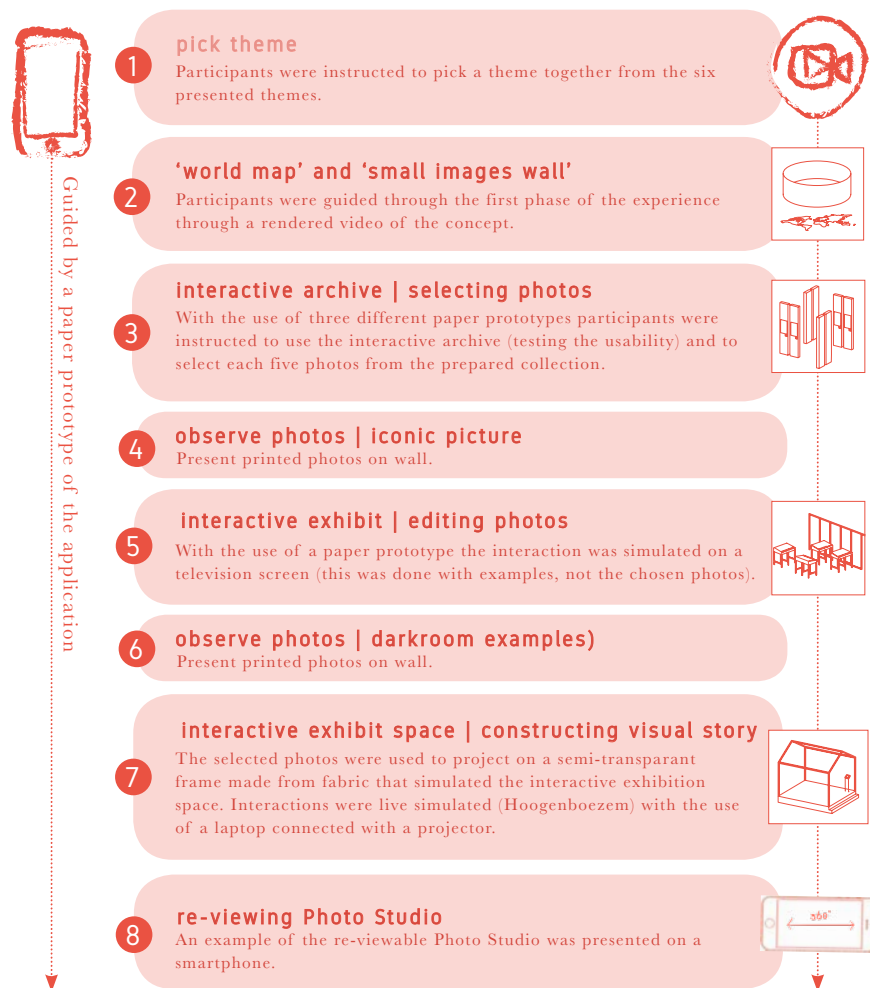 1
pick theme
Participants were instructed to pick a theme together from the six
presented themes.
2
‘world map’ and ‘small images wall’
Participants were guided through the first phase of the experience
through a rendered video of the concept.
3
interactive archive | selecting photos
With the use of three different paper prototypes participants were
instructed to use the interactive archive (testing the usability) and to
select each five photos from the prepared collection.
4
observe photos | iconic picture
Present printed photos on wall.
5
interactive exhibit | editing photos
With the use of a paper prototype the interaction was simulated on a
television screen (this was done with examples, not the chosen photos).
6
observe photos | darkroom examples)
Present printed photos on wall.
7
interactive exhibit space | constructing visual story
The selected photos were used to project on a semi-transparant
frame made from fabric that simulated the interactive exhibition
space. Interactions were live simulated (Hoogenboezem) with the use
of a laptop connected with a projector.
8
re-viewing Photo Studio
An example of the re-viewable Photo Studio was presented on a
smartphone.
360°
Guided by a paper prototype of the application